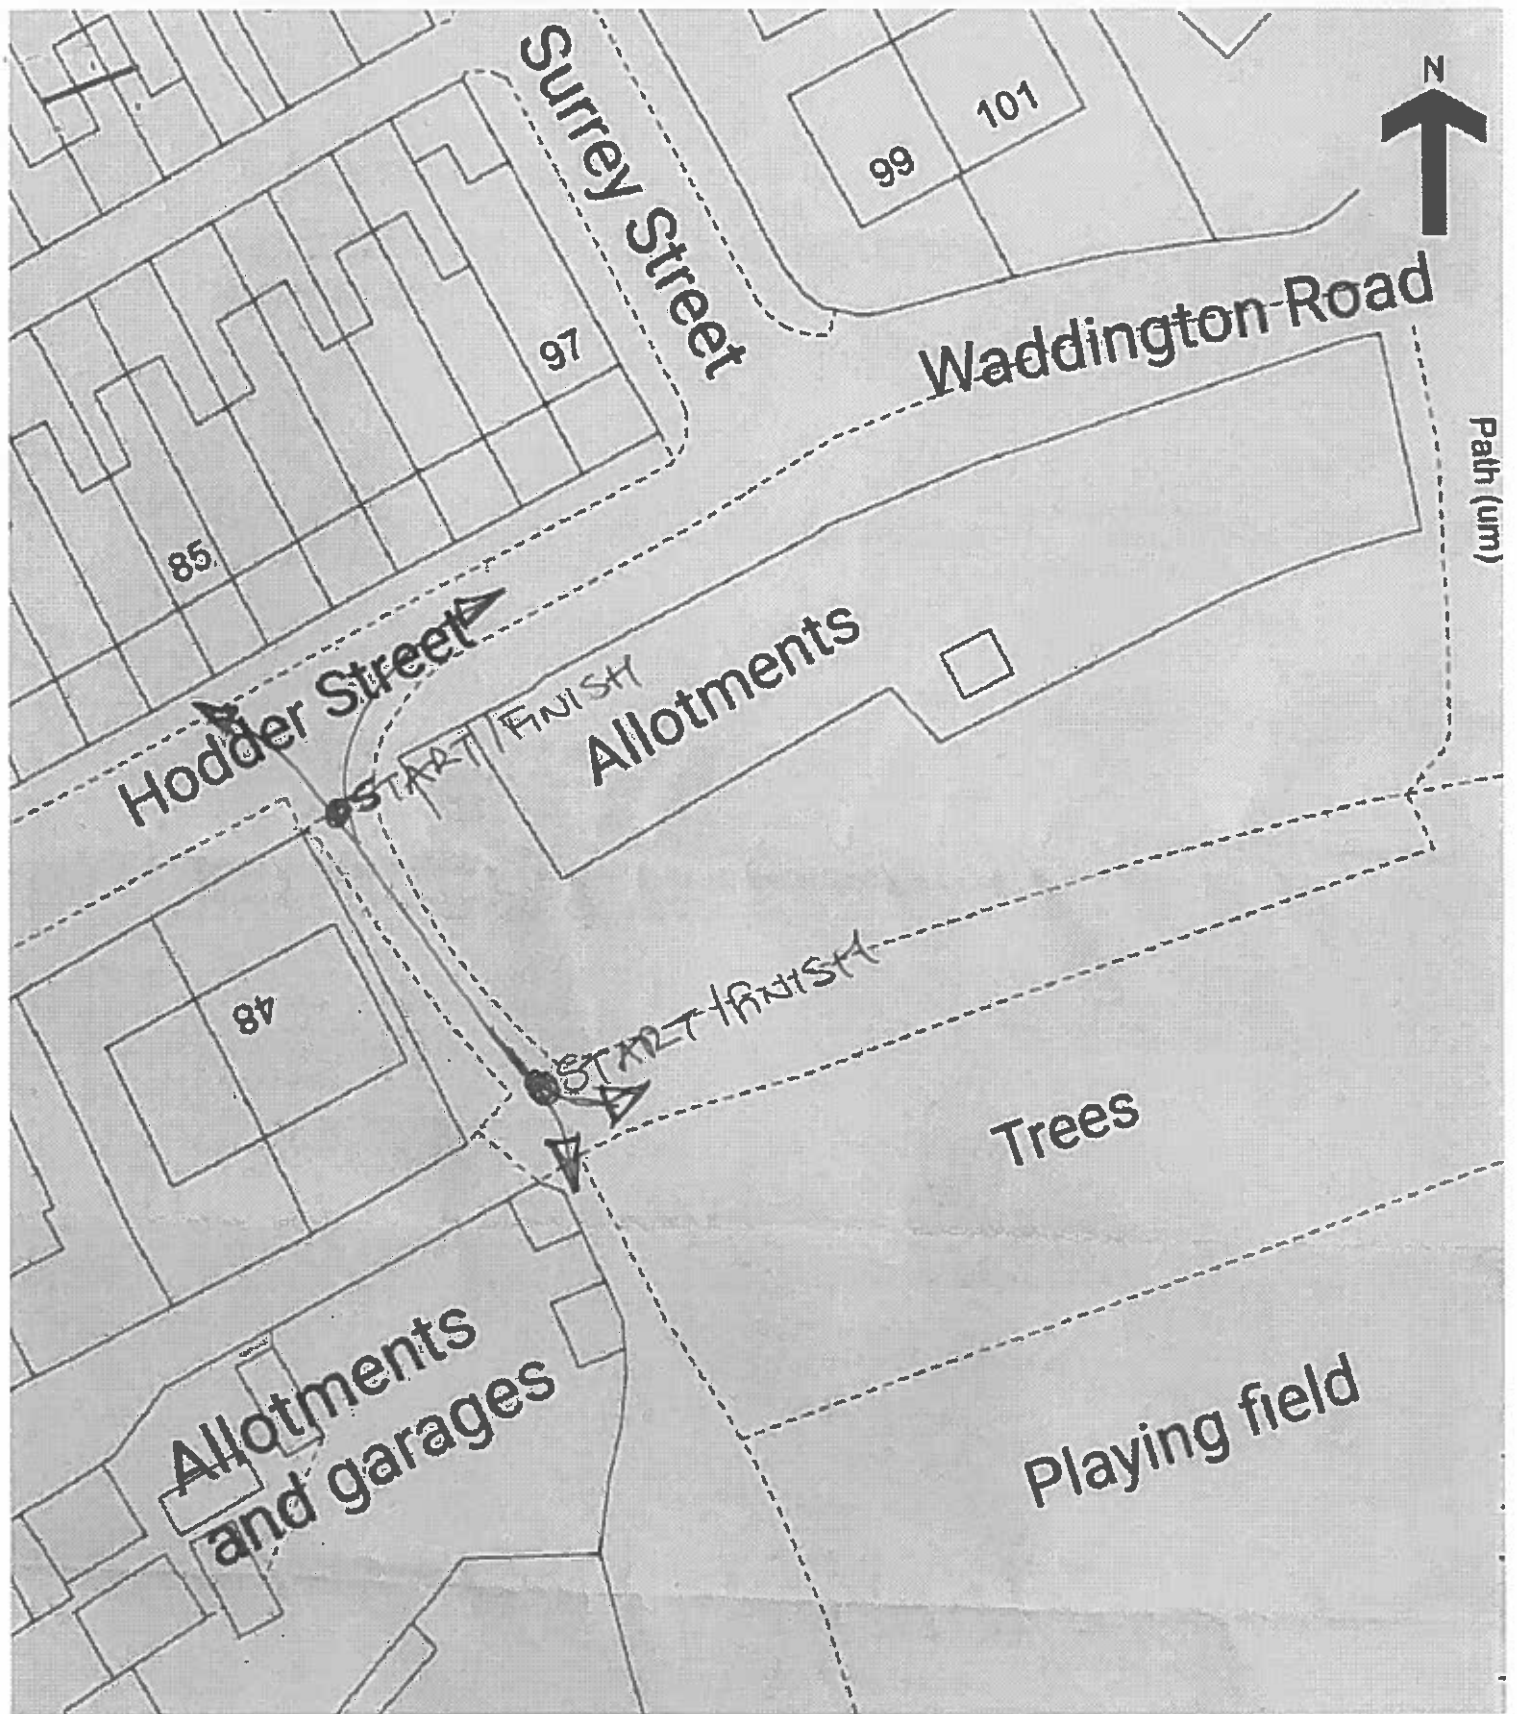 Surrey Street
N
101
99
Waddington Road
97
Path (um)
85
Hodder Street
START/FINISH
Allotments
48
START/FINISH
Trees
Allotments
and garages
Playing field